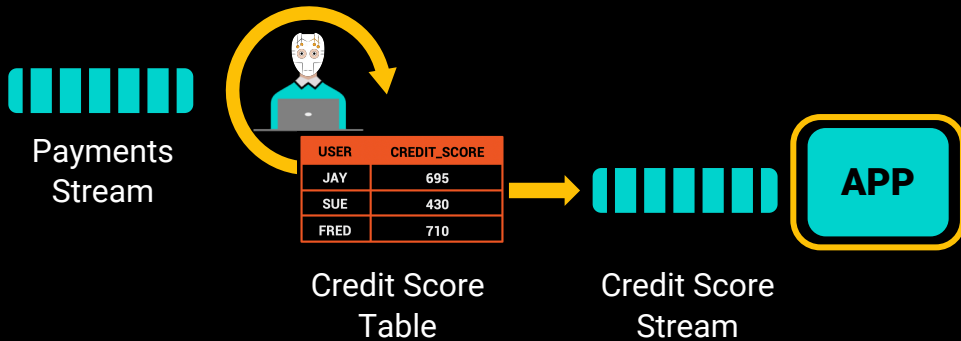 Payments
Stream
USER CREDIT_SCORE
JAY 695
SUE 430
FRED 710
Credit Score
Table
Credit Score
Stream
APP